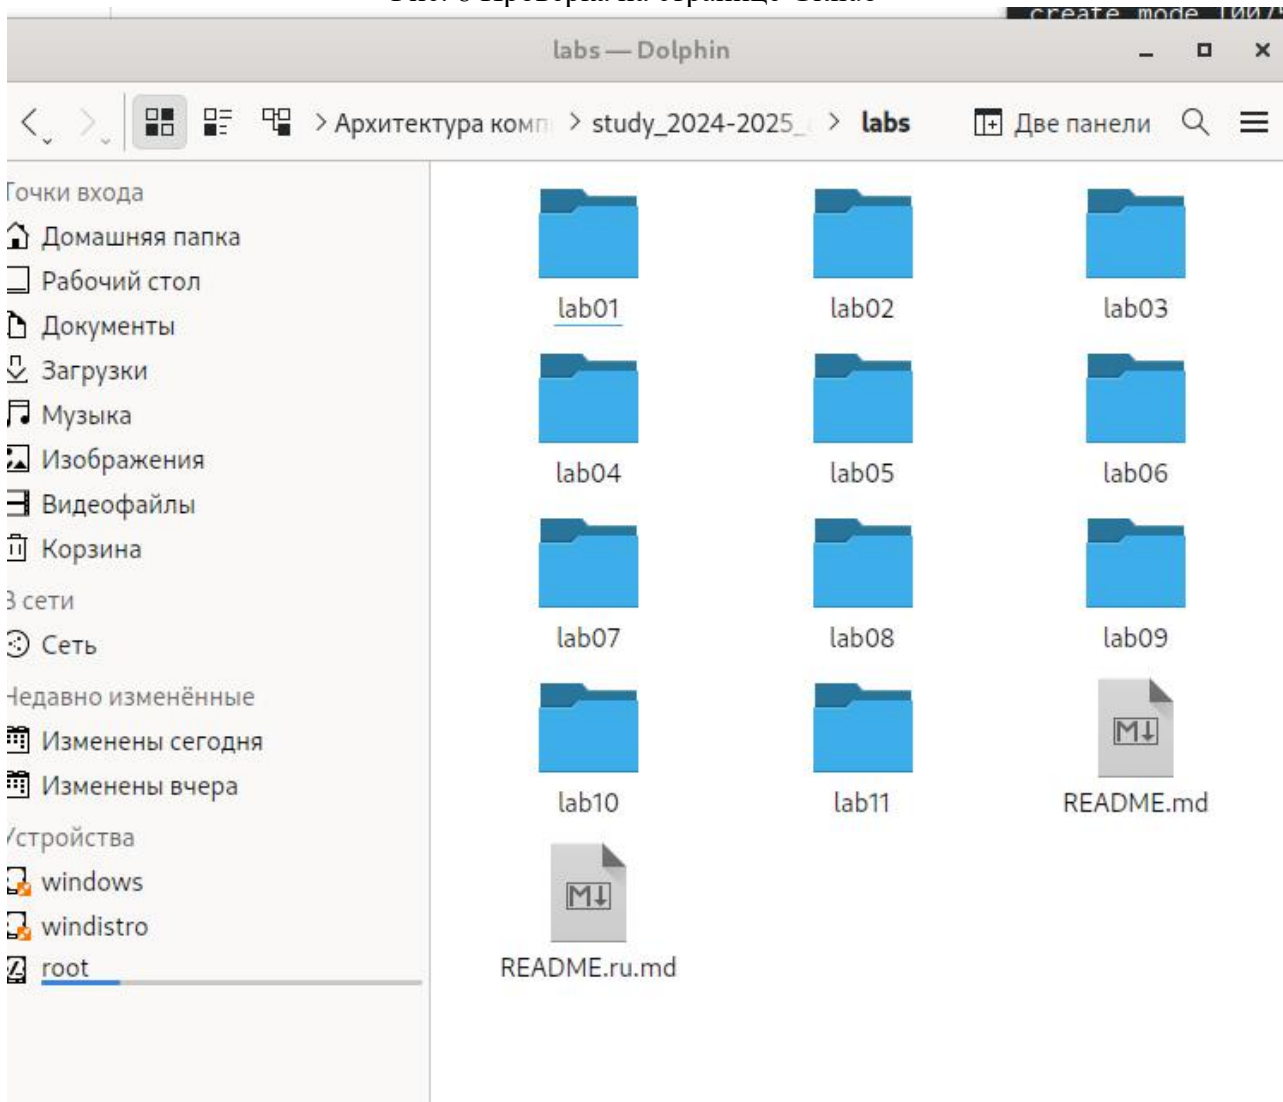 labs — Dolphin
Архитектура комп
study_2024-2025_
labs
Две панели
Точки входа
Домашняя папка
Рабочий стол
Документы
Загрузки
Музыка
Изображения
Видеофайлы
Корзина
В сети
Сеть
Недавно изменённые
Изменены сегодня
Изменены вчера
Устройства
windows
windistro
root
lab01 lab02 lab03
lab04 lab05 lab06
lab07 lab08 lab09
lab10 lab11 README.md
README.ru.md